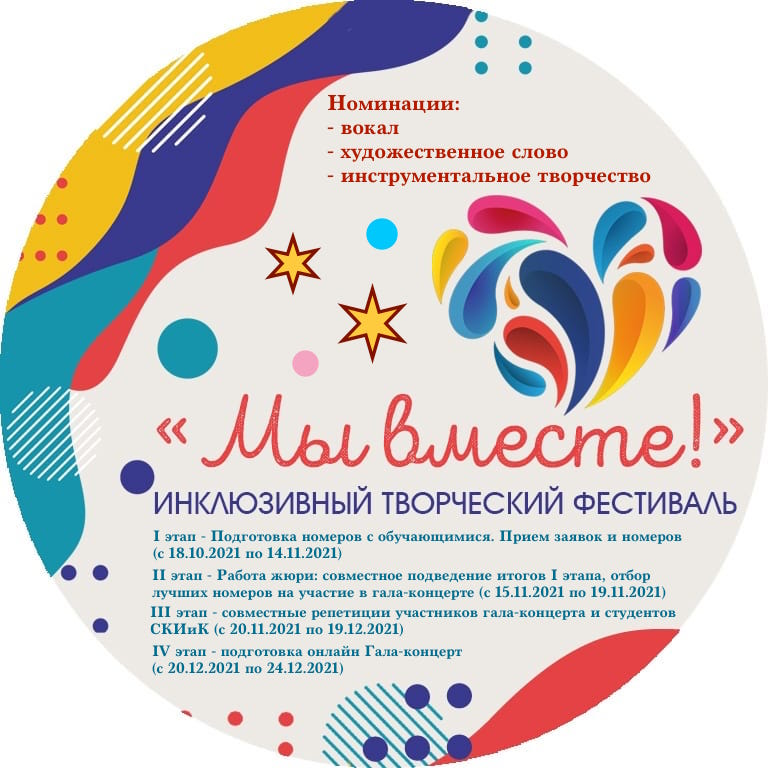 Номинации:
- вокал
- художественное слово
- инструментальное творчество
« Мы вместе! »
ИНКЛЮЗИВНЫЙ ТВОРЧЕСКИЙ ФЕСТИВАЛЬ
I этап - Подготовка номеров с обучающимися. Прием заявок и номеров
(с 18.10.2021 по 14.11.2021)
II этап - Работа жюри: совместное подведение итогов I этапа, отбор
лучших номеров на участие в гала-концерте (с 15.11.2021 по 19.11.2021)
III этап - совместные репетиции участников гала-концерта и студентов
СКИиК (с 20.11.2021 по 19.12.2021)
IV этап - подготовка онлайн Гала-концерт
(с 20.12.2021 по 24.12.2021)